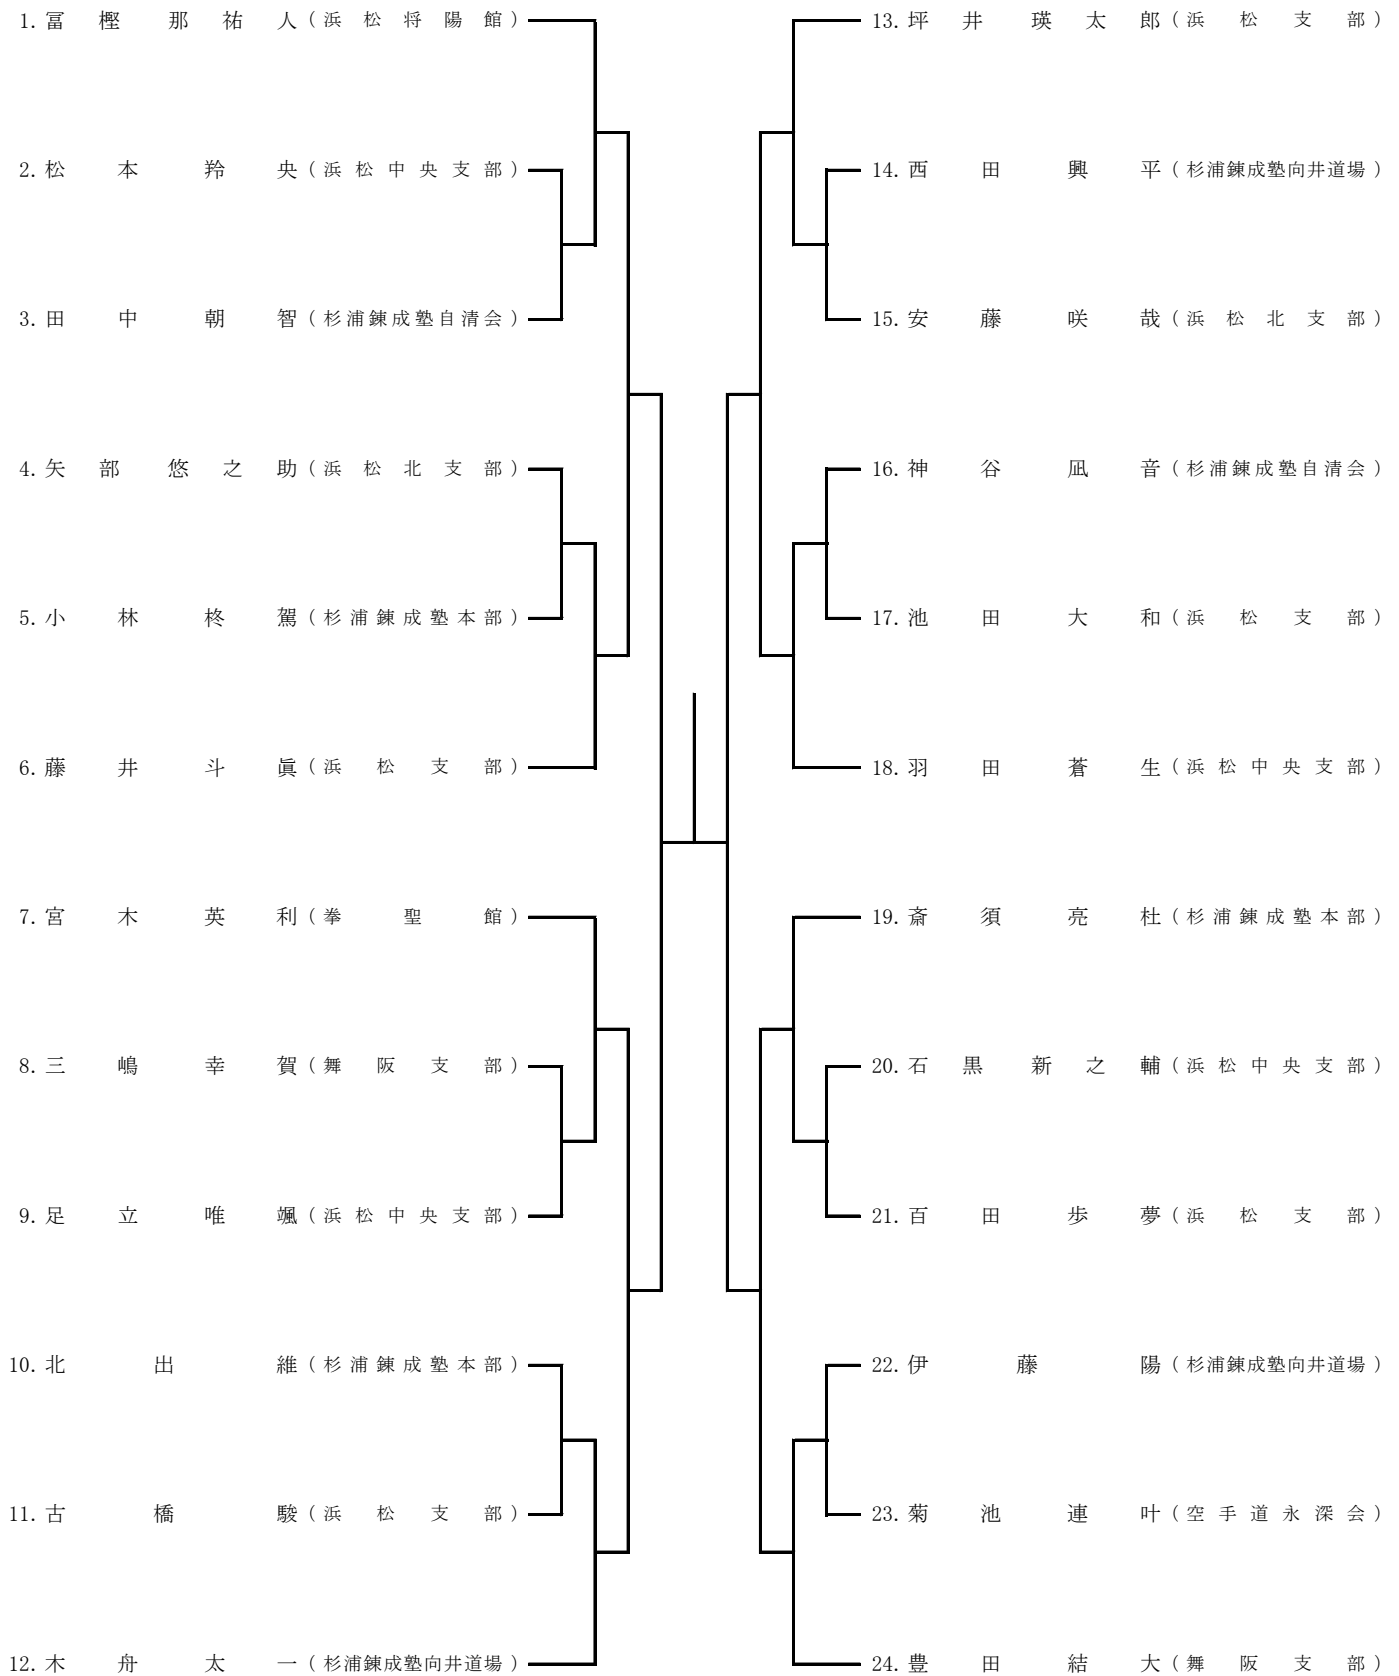 1. 冨樫那祐人（浜松将陽館）
2. 松本羚央（浜松中央支部）
3. 田中朝智（杉浦錬成塾自清会）
4. 矢部悠之助（浜松北支部）
5. 小林柊駕（杉浦錬成塾本部）
6. 藤井斗眞（浜松支部）
7. 宮木英利（拳聖館）
8. 三嶋幸賀（舞阪支部）
9. 足立唯颯（浜松中央支部）
10. 北出維（杉浦錬成塾本部）
11. 古橋駿（浜松支部）
12. 木舟太一（杉浦錬成塾向井道場）
13. 坪井瑛太郎（浜松支部）
14. 西田興平（杉浦錬成塾向井道場）
15. 安藤咲哉（浜松北支部）
16. 神谷凪音（杉浦錬成塾自清会）
17. 池田大和（浜松支部）
18. 羽田蒼生（浜松中央支部）
19. 斎須亮杜（杉浦錬成塾本部）
20. 石黒新之輔（浜松中央支部）
21. 百田歩夢（浜松支部）
22. 伊藤陽（杉浦錬成塾向井道場）
23. 菊池連叶（空手道永深会）
24. 豊田結大（舞阪支部）